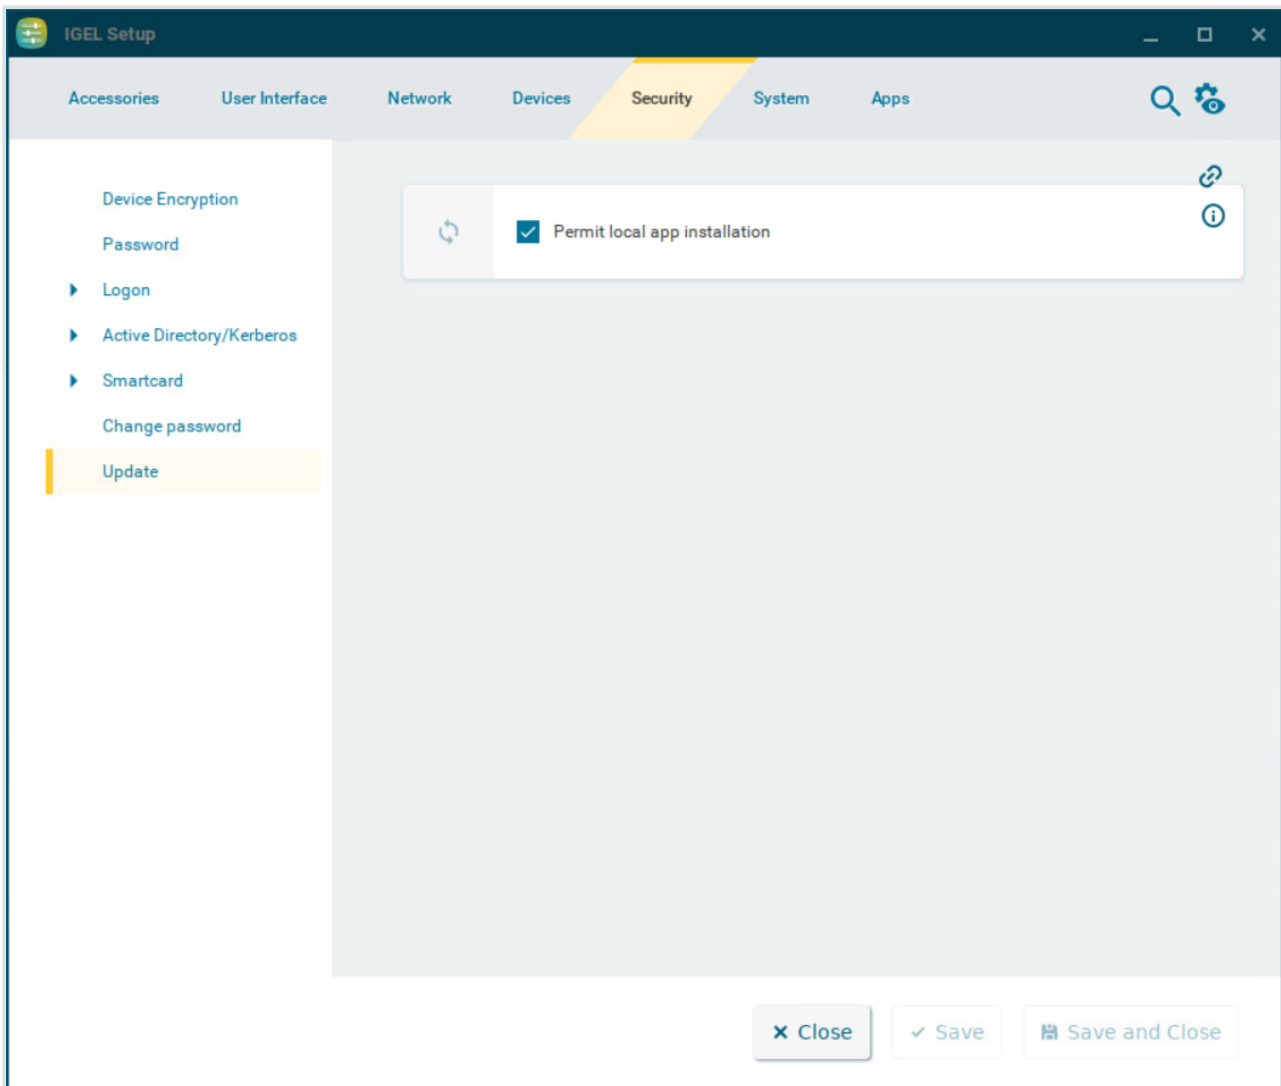 IGEL Setup
Accessories User Interface Network Devices Security System Apps
Device Encryption
Password
Logon
Active Directory/Kerberos
Smartcard
Change password
Update
Permit local app installation
Close Save Save and Close